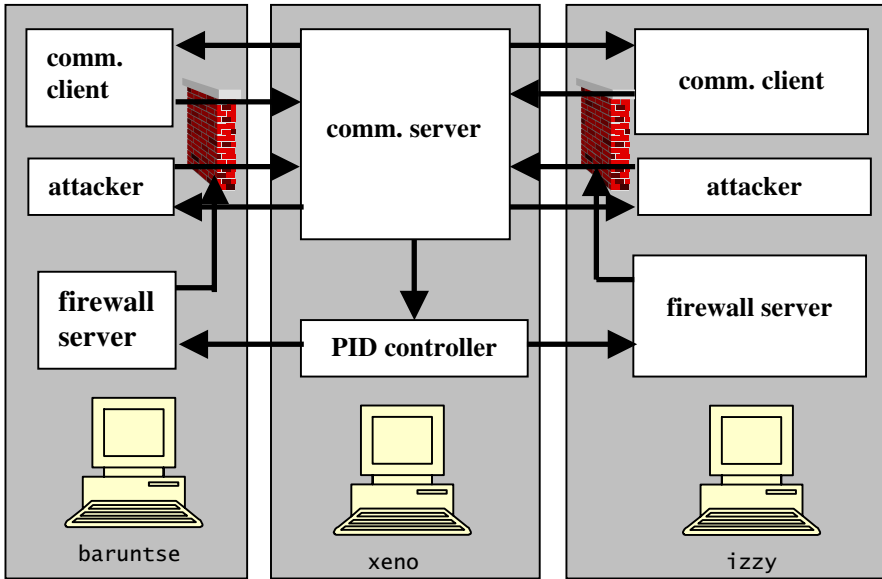 comm.
client
attacker
firewall
server
baruntse
comm. server
PID controller
xeno
comm. client
attacker
firewall server
izzy